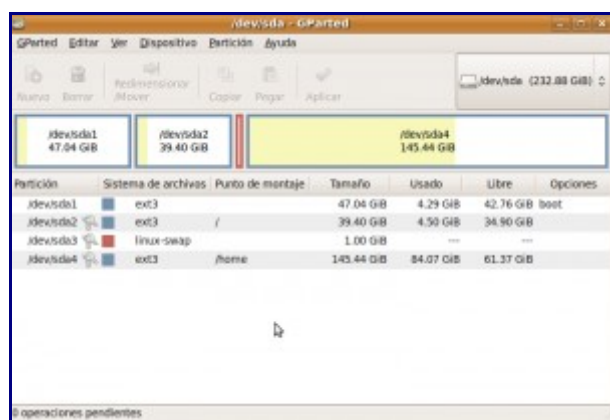 /dev/sda - GParted
GParted Editar Ver Dispositivo Partición Ayuda
Nuevo Borrar Redimensionar /Mover Copiar Pegar Aplicar
/dev/sda (232.88 GiB)
/dev/sda1 /dev/sda2 /dev/sda4
47.04 GiB 39.40 GiB 145.44 GiB
Partición Sistema de archivos Punto de montaje Tamaño Usado Libre Opciones
/dev/sda1 ext3 47.04 GiB 4.29 GiB 42.76 GiB boot
/dev/sda2 ext3 / 39.40 GiB 4.50 GiB 34.90 GiB
/dev/sda3 linux-swap 1.00 GiB --- ---
/dev/sda4 ext3 /home 145.44 GiB 84.07 GiB 61.37 GiB
0 operaciones pendientes